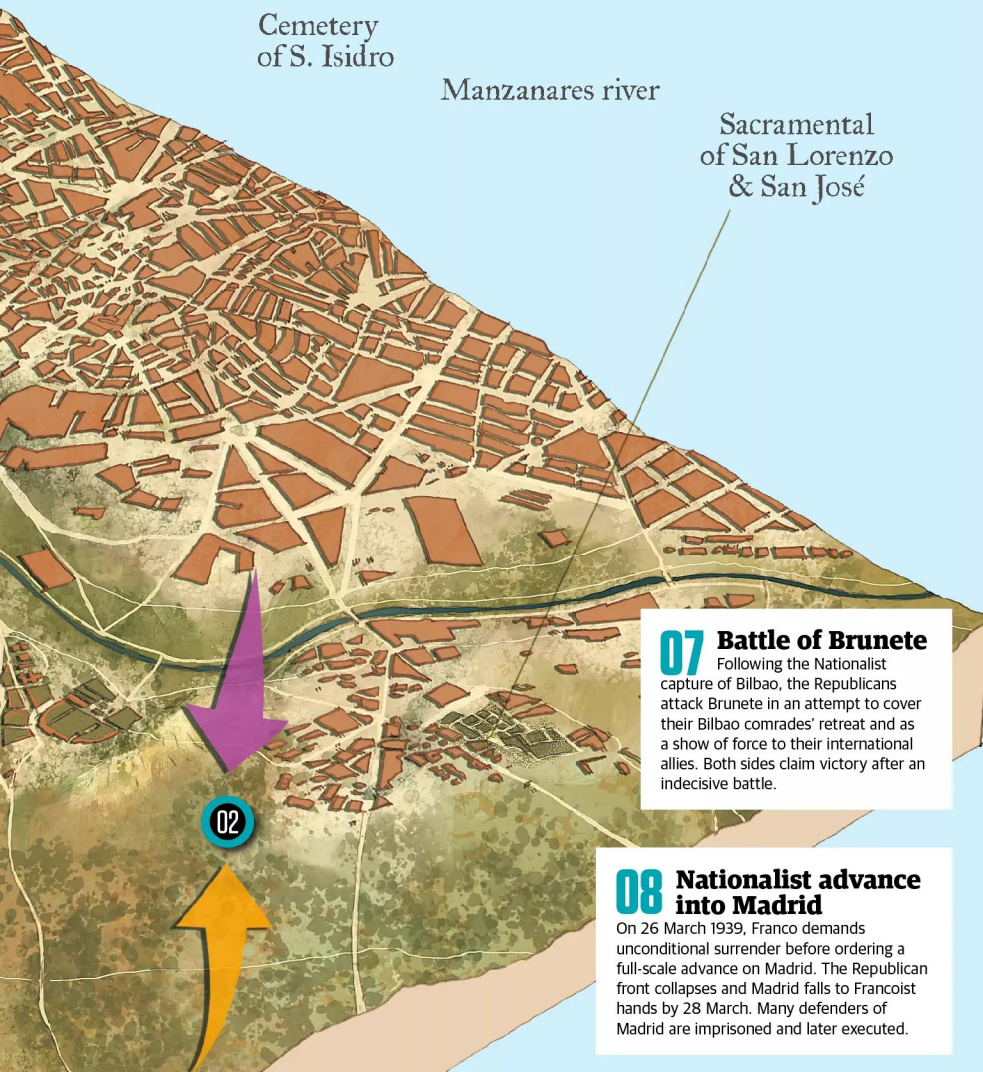 Cemetery
of S. Isidro
Manzanares river
Sacramental
of San Lorenzo
& San José
02
07 Battle of Brunete
Following the Nationalist
capture of Bilbao, the Republicans
attack Brunete in an attempt to cover
their Bilbao comrades’ retreat and as
a show of force to their international
allies. Both sides claim victory after an
indecisive battle.
08 Nationalist advance
into Madrid
On 26 March 1939, Franco demands
unconditional surrender before ordering a
full-scale advance on Madrid. The Republican
front collapses and Madrid falls to Francoist
hands by 28 March. Many defenders of
Madrid are imprisoned and later executed.